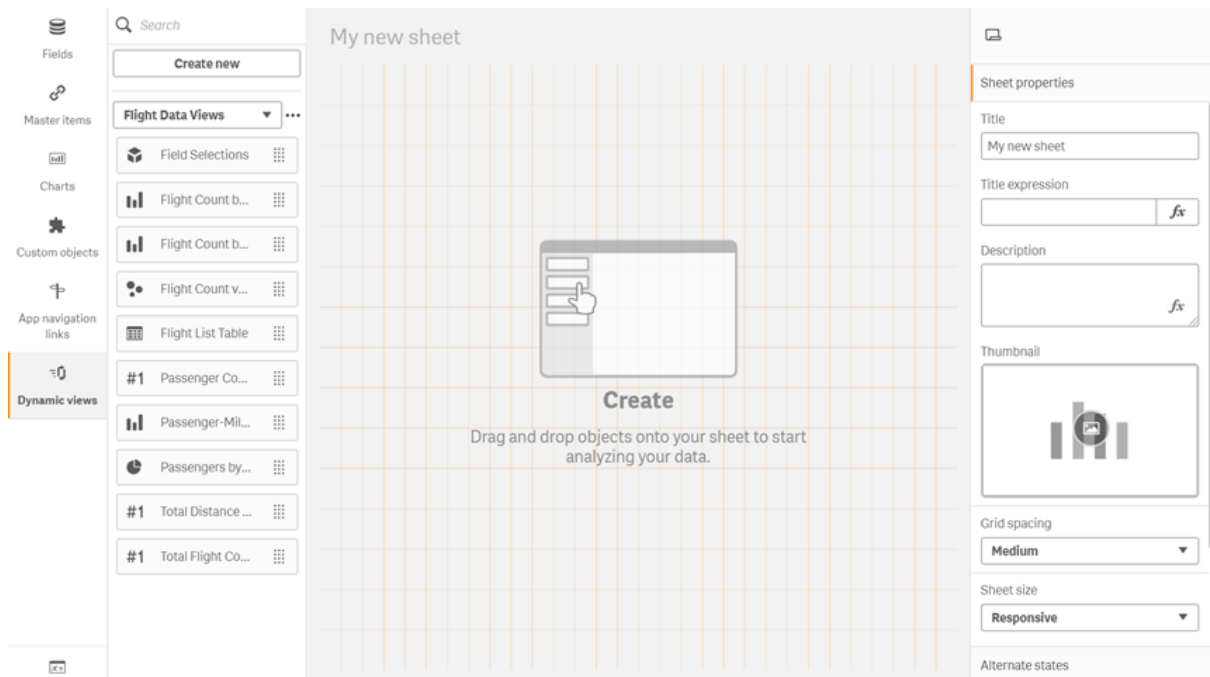 Fields
Master items
Charts
Custom objects
App navigation
links
Dynamic views
Search
Create new
Flight Data Views
Field Selections
Flight Count b...
Flight Count b...
Flight Count v...
Flight List Table
#1 Passenger Co...
Passenger-Mil...
Passengers by...
#1 Total Distance ...
#1 Total Flight Co...
My new sheet
Create
Drag and drop objects onto your sheet to start
analyzing your data.
Sheet properties
Title
My new sheet
Title expression
fx
Description
fx
Thumbnail
Grid spacing
Medium
Sheet size
Responsive
Alternate states